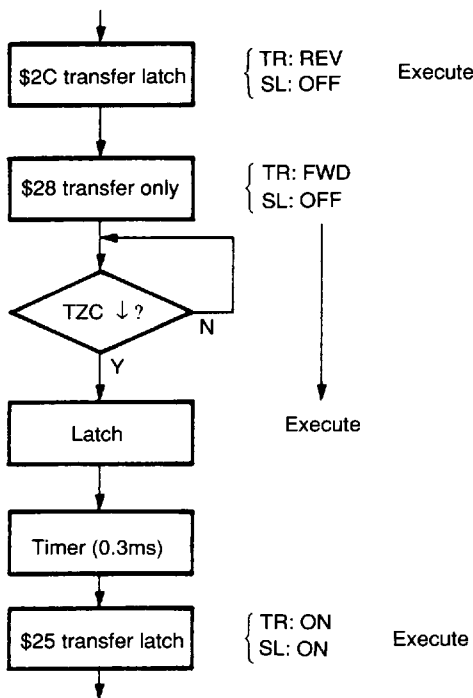 $2C transfer latch
TR: REV
SL: OFF
Execute
$28 transfer only
TR: FWD
SL: OFF
TZC ↓ ?
N
Y
Latch
Execute
Timer (0.3ms)
$25 transfer latch
TR: ON
SL: ON
Execute